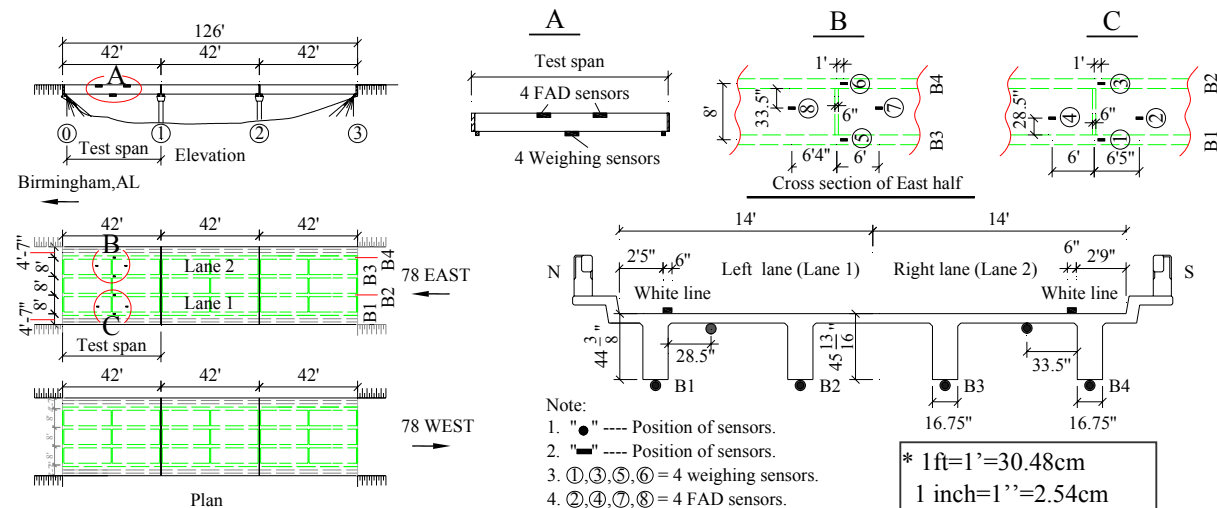 126'
42'
42'
42'
A
0
1
2
3
Test span
Elevation
Birmingham,AL
A
Test span
4 FAD sensors
4 Weighing sensors
B
1'
6
B4
8'
33.5"
8
6"
7
5
B3
6'4"
6'
C
1'
3
B2
28.5"
4
6"
2
1
B1
6'
6'5"
Cross section of East half
42'
42'
42'
4'-7"
8'
8'
8'
4'-7"
B
Lane 2
Lane 1
C
B4
B3
B2
B1
78 EAST
Test span
42'
42'
42'
78 WEST
Plan
14'
14'
N
2'5"
6"
Left lane (Lane 1)
Right lane (Lane 2)
6"
2'9"
S
White line
White line
44 3/8"
28.5"
45 13/16"
33.5"
B1
B2
B3
B4
16.75"
16.75"
Note:
1. "●" ---- Position of sensors.
2. "▬" ---- Position of sensors.
3. ①,③,⑤,⑥ = 4 weighing sensors.
4. ②,④,⑦,⑧ = 4 FAD sensors.
* 1ft=1’=30.48cm
1 inch=1’’=2.54cm